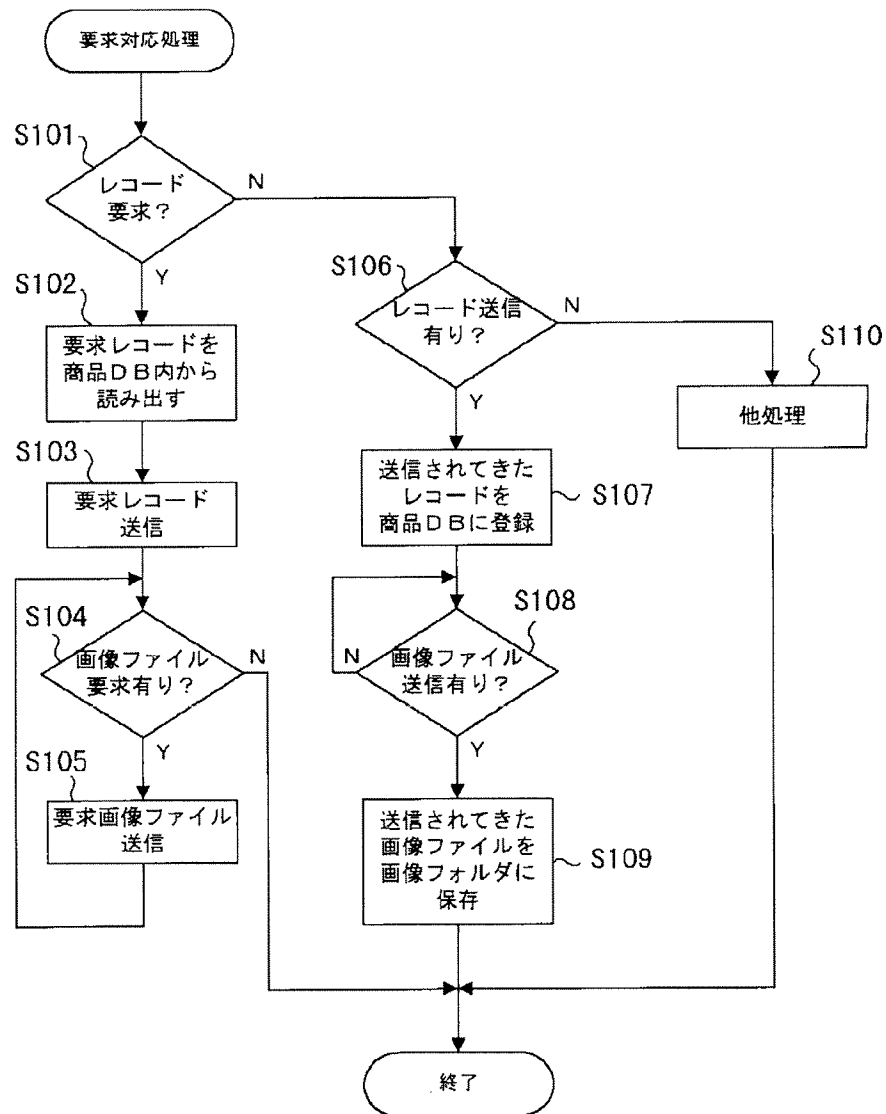 要求対応処理
S101
レコード
要求？
N
Y
S102
要求レコードを
商品ＤＢ内から
読み出す
S103
要求レコード
送信
S104
画像ファイル
要求有り？
N
Y
S105
要求画像ファイル
送信
S106
レコード送信
有り？
N
Y
S107
送信されてきた
レコードを
商品ＤＢに登録
S108
画像ファイル
送信有り？
N
Y
S109
送信されてきた
画像ファイルを
画像フォルダに
保存
S110
他処理
終了